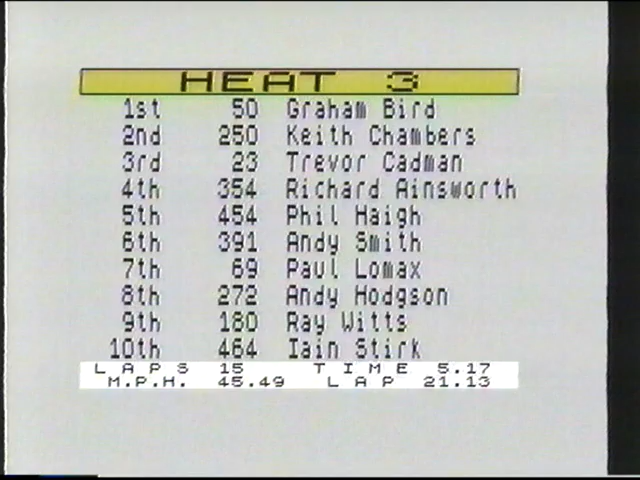 HEAT 3
1st 50 Graham Bird
2nd 250 Keith Chambers
3rd 23 Trevor Cadman
4th 354 Richard Ainsworth
5th 454 Phil Haigh
6th 391 Andy Smith
7th 69 Paul Lomax
8th 272 Andy Hodgson
9th 180 Ray Witts
10th 464 Iain Stirk
LAPS 15 TIME 5.17
M.P.H. 45.49 LAP 21.13